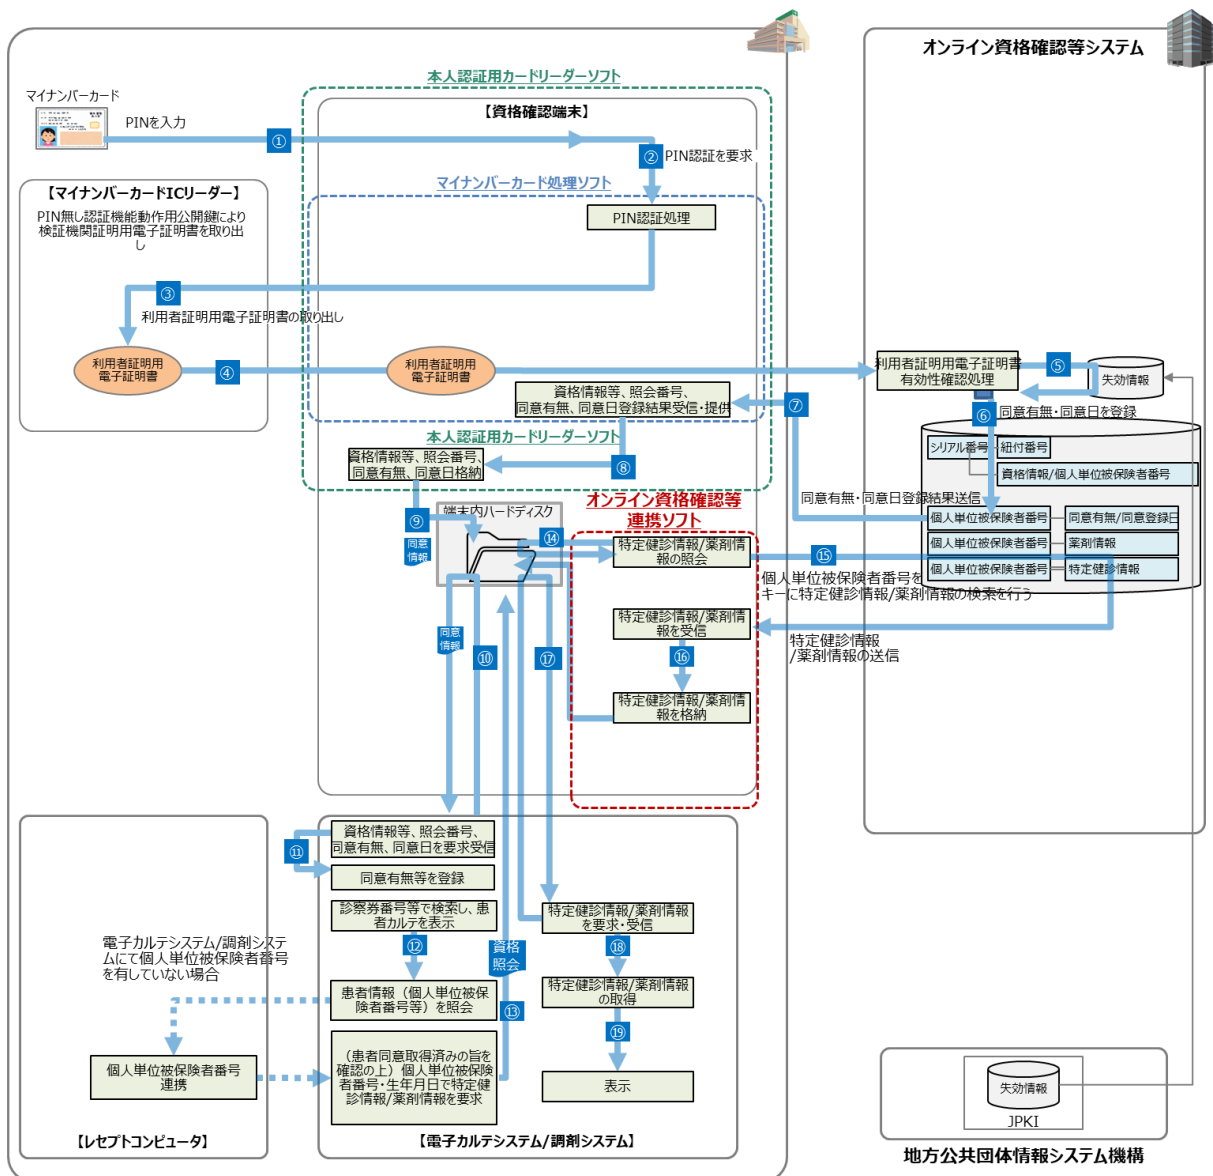 オンライン資格確認等システム
本人認証用カードリーダーソフト
マイナンバーカード
PINを入力
①
【資格確認端末】
②
PIN認証を要求
マイナンバーカード処理ソフト
【マイナンバーカードICリーダー】
PIN無し認証機能動作用公開鍵により
検証機関証明用電子証明書を取り出
し
PIN認証処理
③
利用者証明用電子証明書の取り出し
利用者証明用
電子証明書
④
利用者証明用
電子証明書
利用者証明用電子証明書
有効性確認処理
⑤
失効情報
資格情報等、照会番号、
同意有無、同意日登録結果受信・提供
⑦
⑥
同意有無・同意日を登録
本人認証用カードリーダーソフト
資格情報等、照会番号、
同意有無、同意日格納
⑧
シリアル番号
紐付番号
資格情報/個人単位被保険者番号
同意有無・同意日登録結果送信
オンライン資格確認等
連携ソフト
端末内ハードディスク
⑨
同意
情報
⑭
特定健診情報/薬剤情
報の照会
⑮
個人単位被保険者番号
同意有無/同意登録日
個人単位被保険者番号
薬剤情報
個人単位被保険者番号
特定健診情報
個人単位被保険者番号を
キーに特定健診情報/薬剤情報の検索を行う
特定健診情報/薬剤情
報を受信
特定健診情報
/薬剤情報の送信
同意
情報
⑩
⑰
⑯
特定健診情報/薬剤情
報を格納
資格情報等、照会番号、
同意有無、同意日を要求受信
⑪
同意有無等を登録
診察券番号等で検索し、患
者カルテを表示
特定健診情報/薬剤情報
を要求・受信
電子カルテシステム/調剤システ
ムにて個人単位被保険者番号
を有していない場合
⑫
資格
照会
⑱
患者情報（個人単位被保
険者番号等）を照会
⑬
特定健診情報/薬剤情報
の取得
⑲
個人単位被保険者番号
連携
（患者同意取得済みの旨を
確認の上）個人単位被保険
者番号・生年月日で特定健
診情報/薬剤情報を要求
表示
失効情報
JPKI
【レセプトコンピュータ】
【電子カルテシステム/調剤システム】
地方公共団体情報システム機構